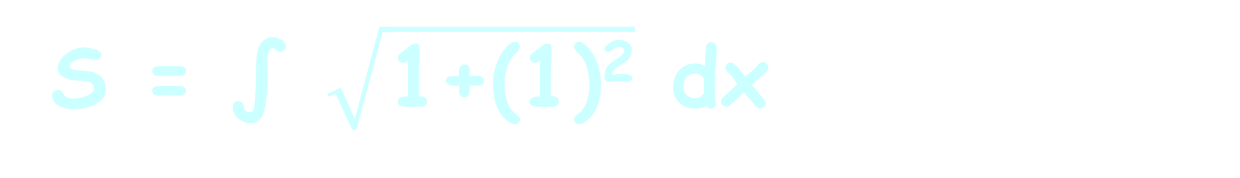 S = ∫ √1+(1)² dx